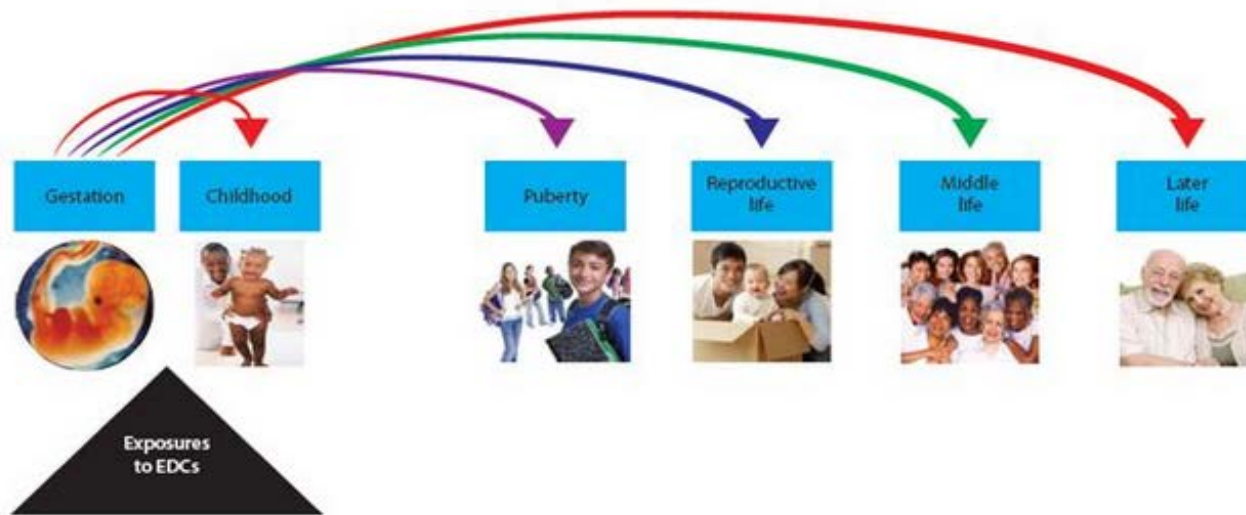 Gestation
Childhood
Puberty
Reproductive
life
Middle
life
Later
life
Exposures
to EDCs